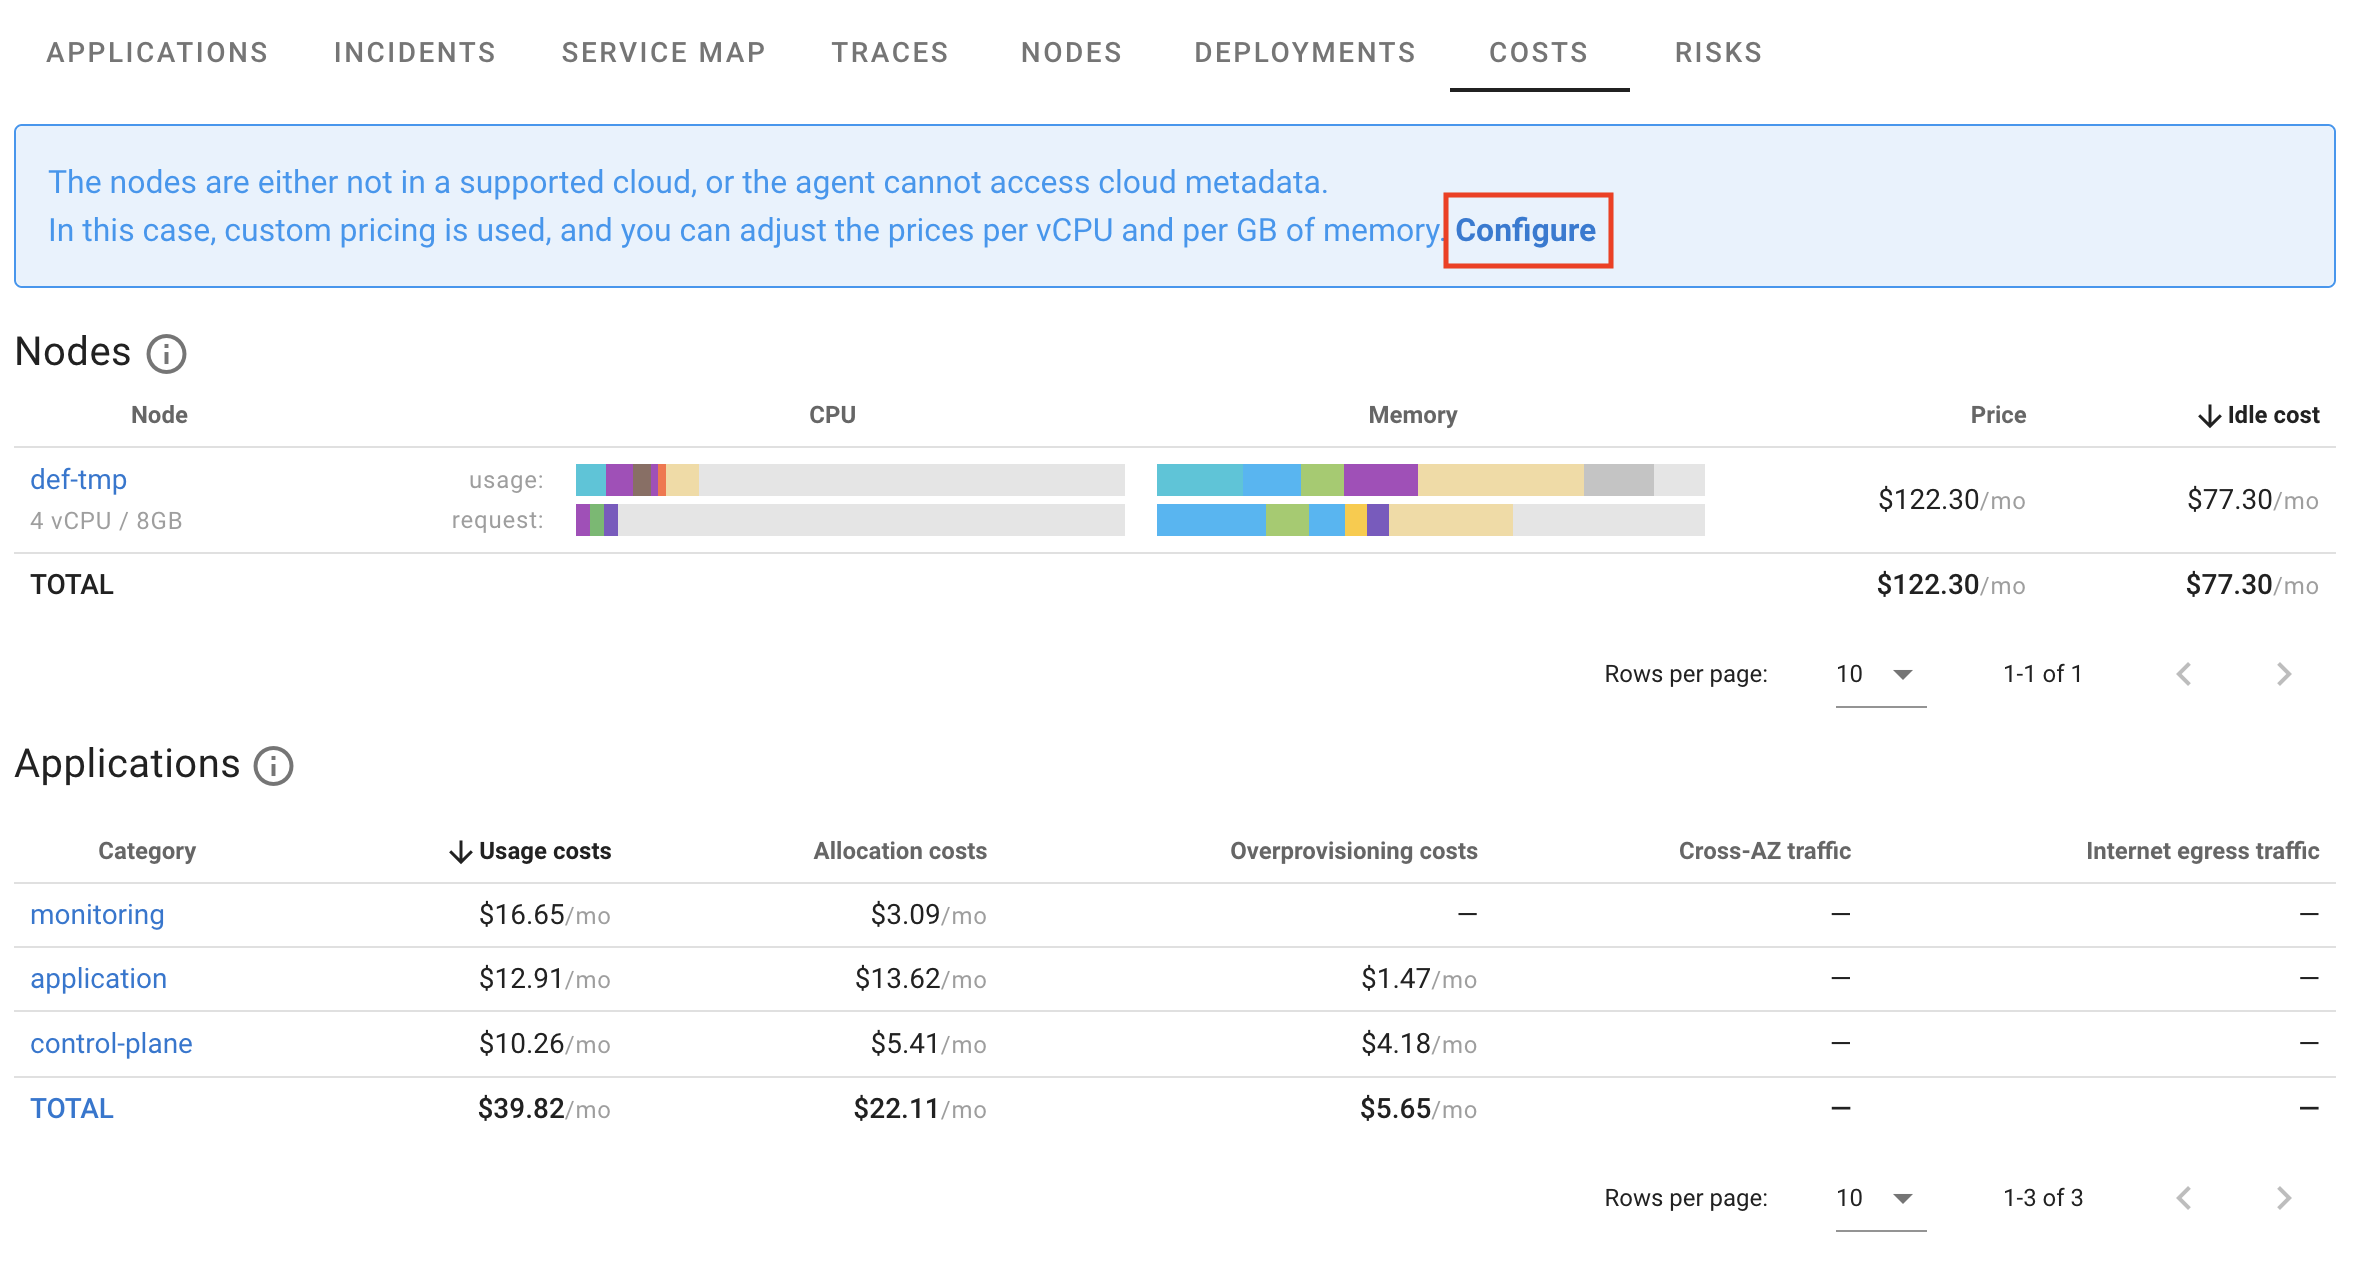 APPLICATIONS INCIDENTS SERVICE MAP TRACES NODES DEPLOYMENTS COSTS RISKS
The nodes are either not in a supported cloud, or the agent cannot access cloud metadata.
In this case, custom pricing is used, and you can adjust the prices per vCPU and per GB of memory. Configure
Nodes
Node CPU Memory Price Idle cost
def-tmp usage: $122.30/mo $77.30/mo
4 vCPU / 8GB request:
TOTAL $122.30/mo $77.30/mo
Rows per page: 10 1-1 of 1
Applications
Category Usage costs Allocation costs Overprovisioning costs Cross-AZ traffic Internet egress traffic
monitoring $16.65/mo $3.09/mo — — —
application $12.91/mo $13.62/mo $1.47/mo — —
control-plane $10.26/mo $5.41/mo $4.18/mo — —
TOTAL $39.82/mo $22.11/mo $5.65/mo — —
Rows per page: 10 1-3 of 3